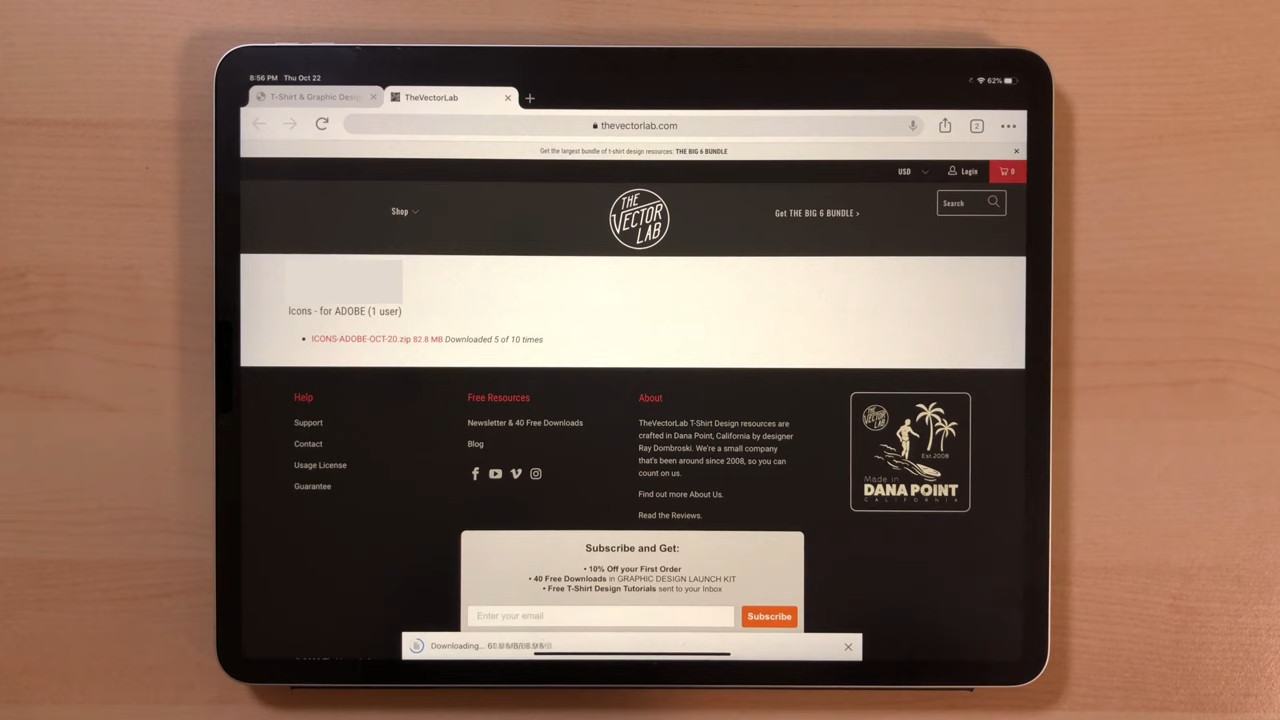 8:56 PM Thu Oct 22
62%
T-Shirt & Graphic Desig
TheVectorLab
thevectorlab.com
2
Get the largest bundle of t-shirt design resources: THE BIG 6 BUNDLE
USD
Login
0
Shop
THE VECTOR LAB
Get THE BIG 6 BUNDLE >
Search
Icons - for ADOBE (1 user)
• ICONS-ADOBE-OCT-20.zip 82.8 MB Downloaded 5 of 10 times
Help
Support
Contact
Usage License
Guarantee
Free Resources
Newsletter & 40 Free Downloads
Blog
About
TheVectorLab T-Shirt Design resources are
crafted in Dana Point, California by designer
Ray Dombroski. We're a small company
that's been around since 2008, so you can
count on us.
Find out more About Us.
Read the Reviews.
THE VECTOR LAB
Est.2008
Made in
DANA POINT
CALIFORNIA
Subscribe and Get:
• 10% Off your First Order
• 40 Free Downloads in GRAPHIC DESIGN LAUNCH KIT
• Free T-Shirt Design Tutorials sent to your Inbox
Enter your email
Subscribe
Downloading...